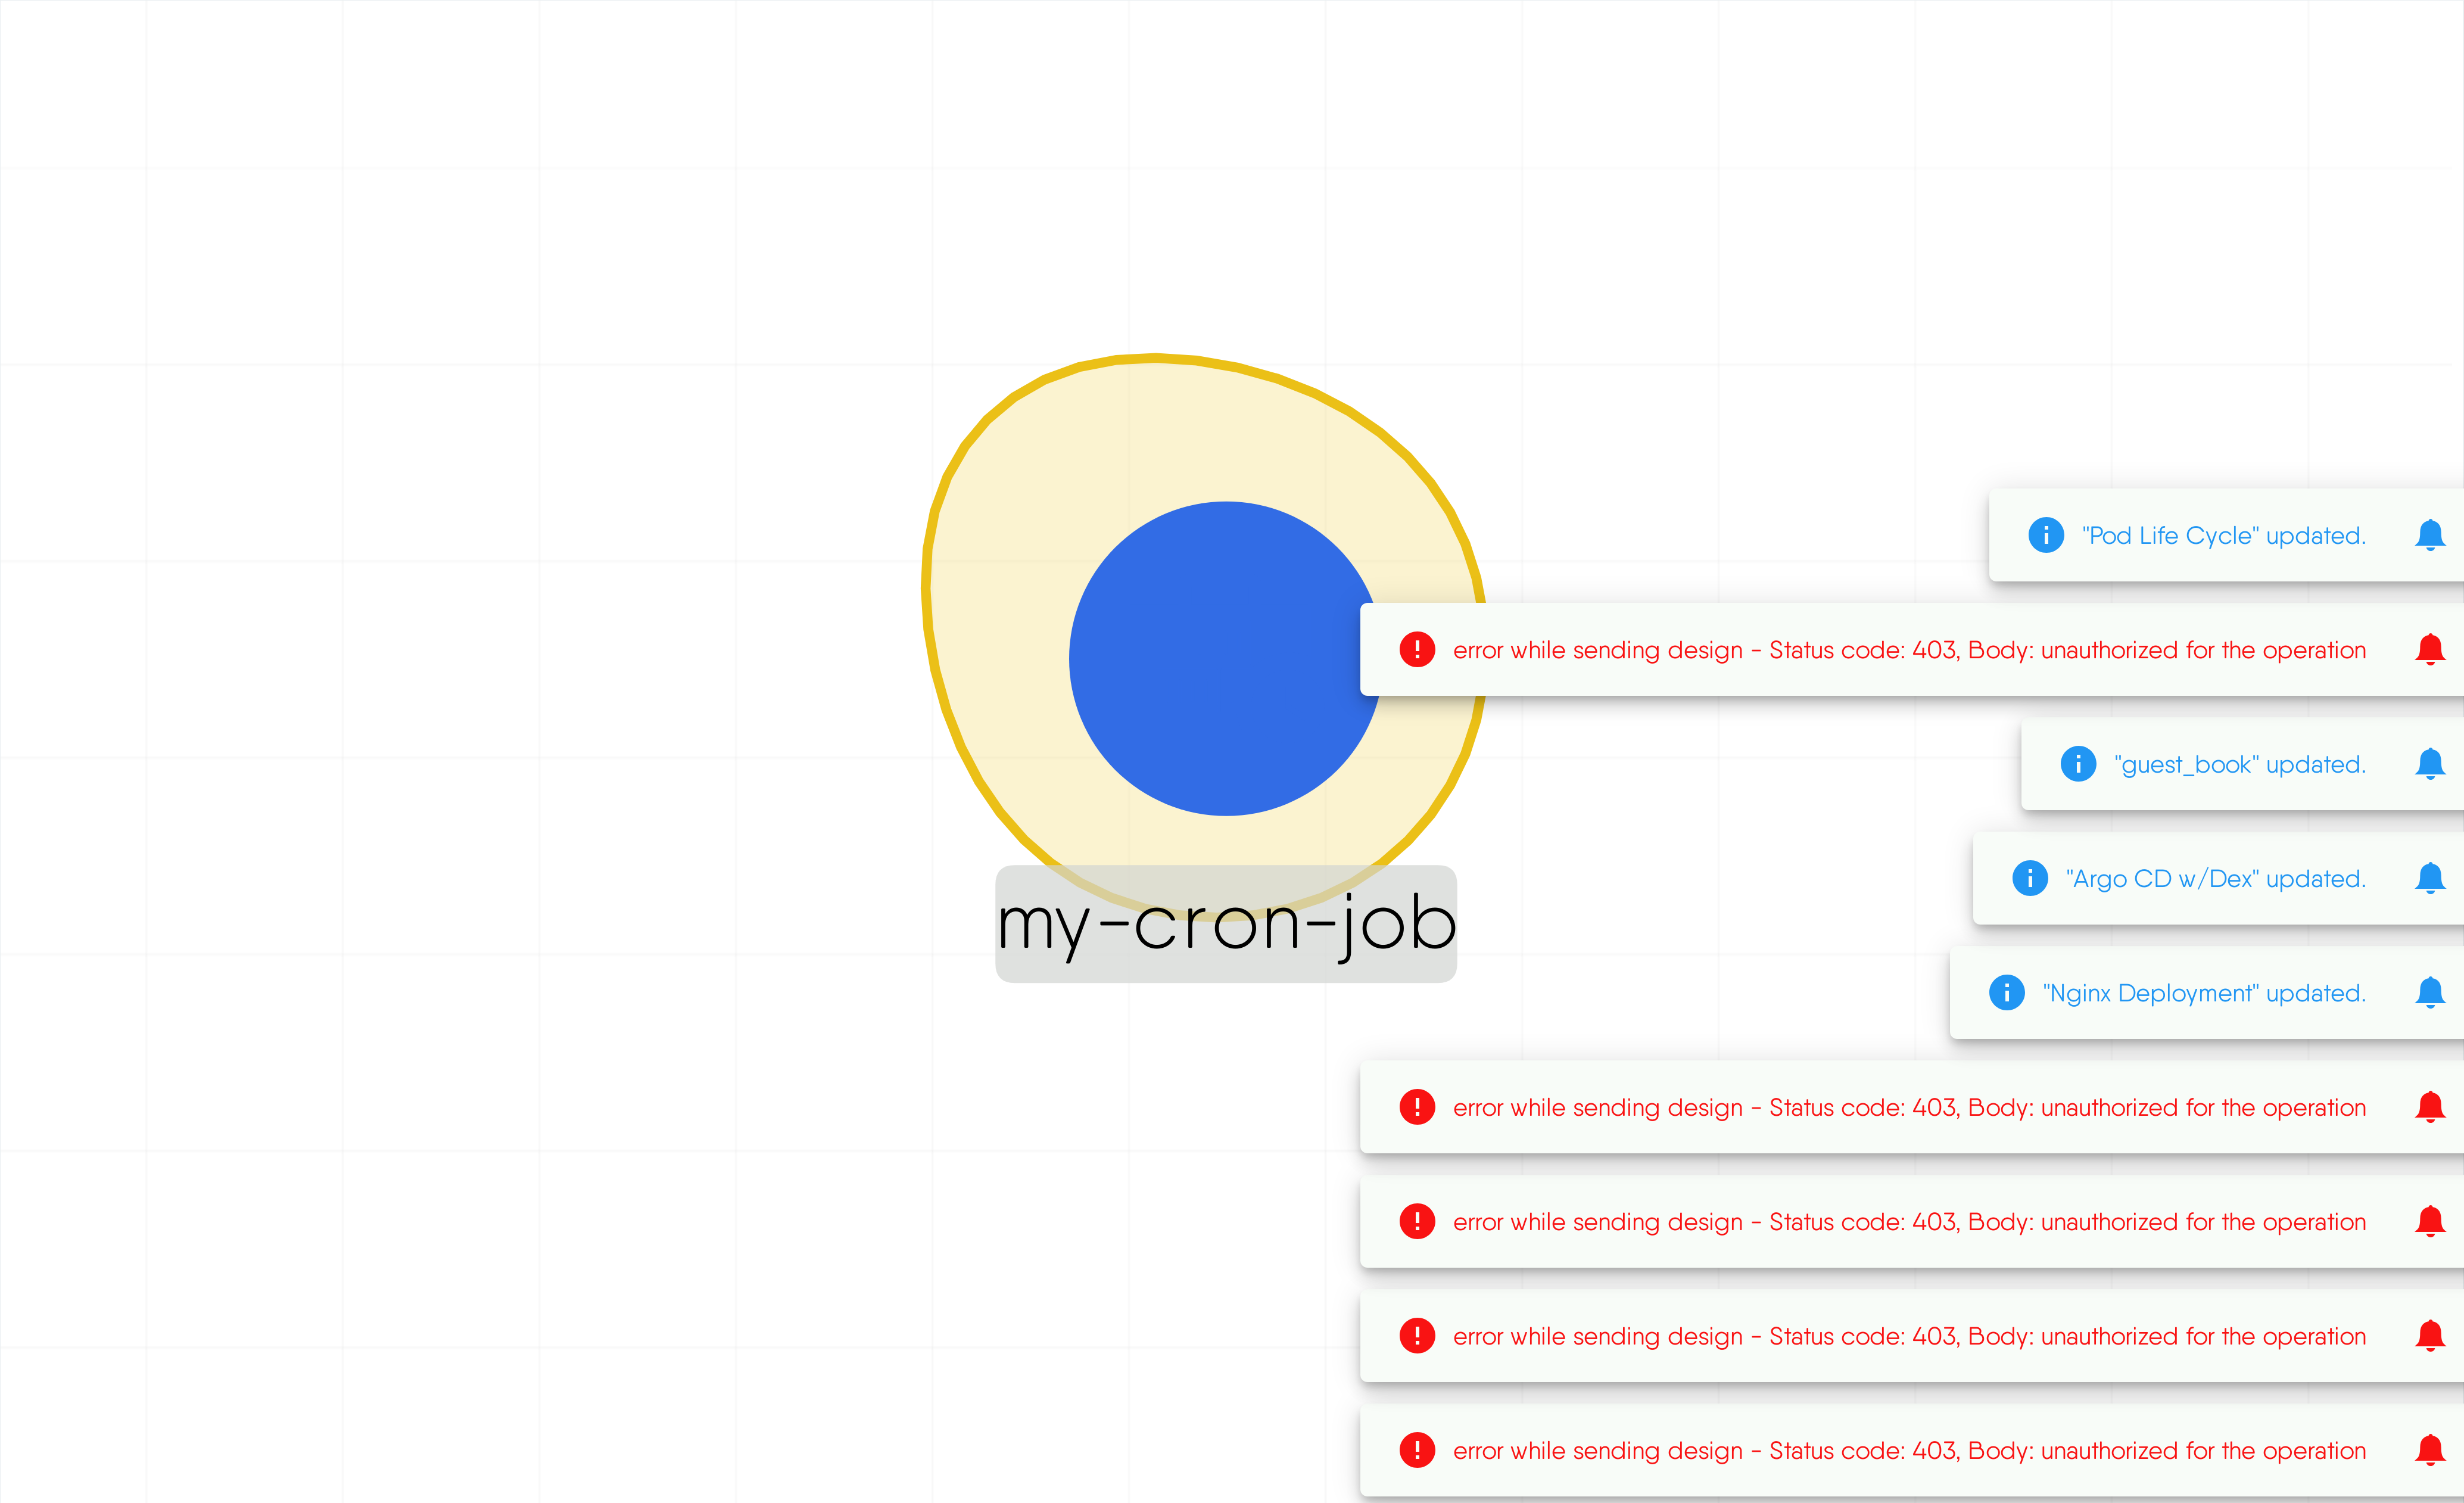 "Pod Life Cycle" updated.
error while sending design - Status code: 403, Body: unauthorized for the operation
"guest_book" updated.
"Argo CD w/Dex" updated.
my-cron-job
"Nginx Deployment" updated.
error while sending design - Status code: 403, Body: unauthorized for the operation
error while sending design - Status code: 403, Body: unauthorized for the operation
error while sending design - Status code: 403, Body: unauthorized for the operation
error while sending design - Status code: 403, Body: unauthorized for the operation